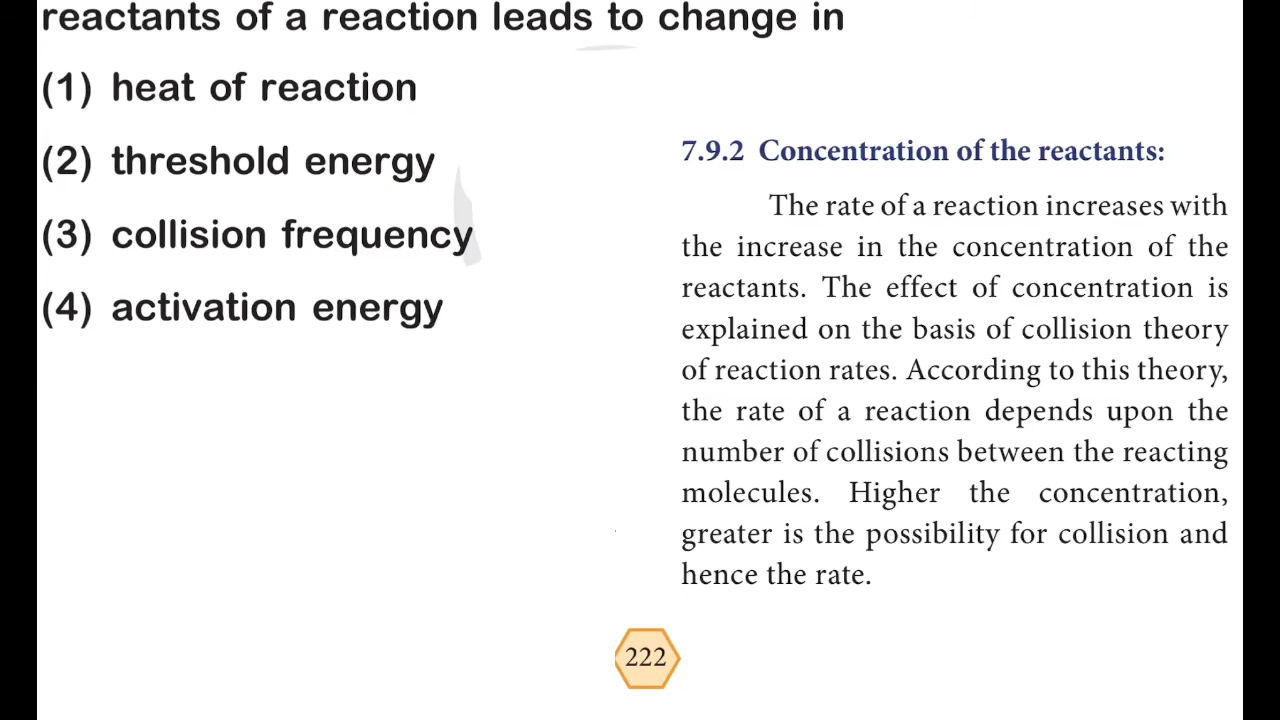 reactants of a reaction leads to change in
(1) heat of reaction
(2) threshold energy
(3) collision frequency
(4) activation energy
7.9.2 Concentration of the reactants:
The rate of a reaction increases with
the increase in the concentration of the
reactants. The effect of concentration is
explained on the basis of collision theory
of reaction rates. According to this theory,
the rate of a reaction depends upon the
number of collisions between the reacting
molecules. Higher the concentration,
greater is the possibility for collision and
hence the rate.
222